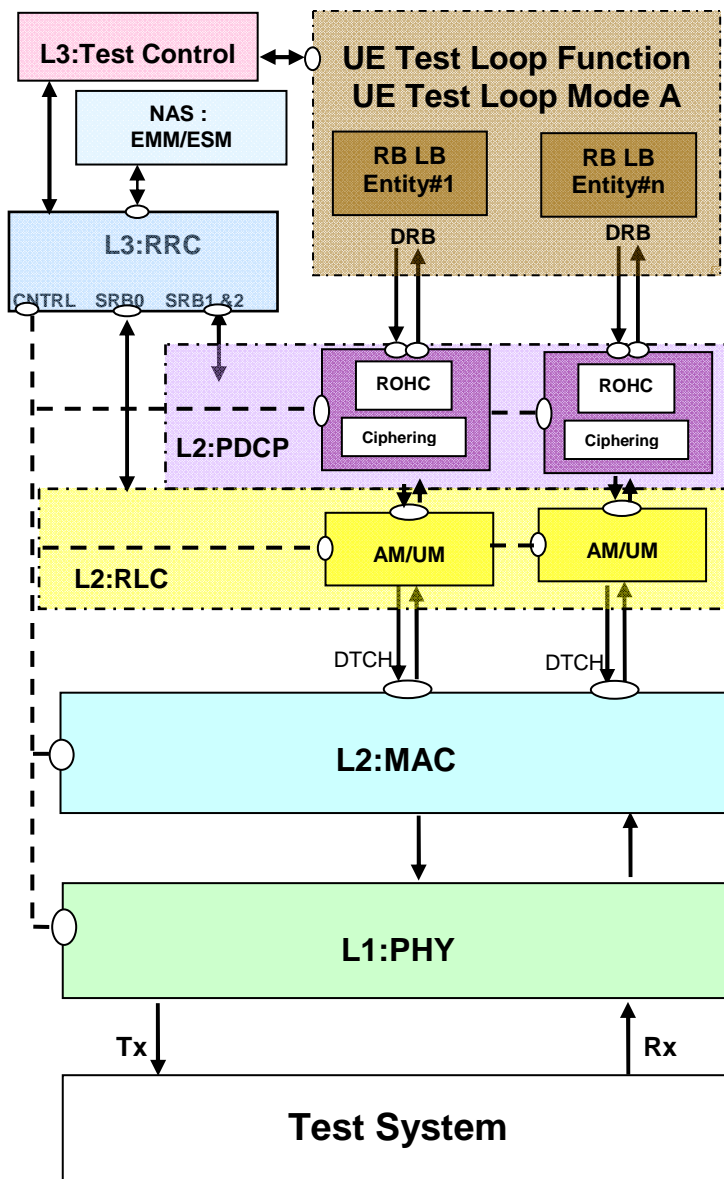 L3:Test Control
UE Test Loop Function
UE Test Loop Mode A
NAS :
EMM/ESM
RB LB
Entity#1
RB LB
Entity#n
L3:RRC
DRB
DRB
CNTRL SRB0 SRB1 &2
ROHC
Ciphering
ROHC
Ciphering
L2:PDCP
AM/UM
AM/UM
L2:RLC
DTCH
DTCH
L2:MAC
L1:PHY
Tx
Rx
Test System